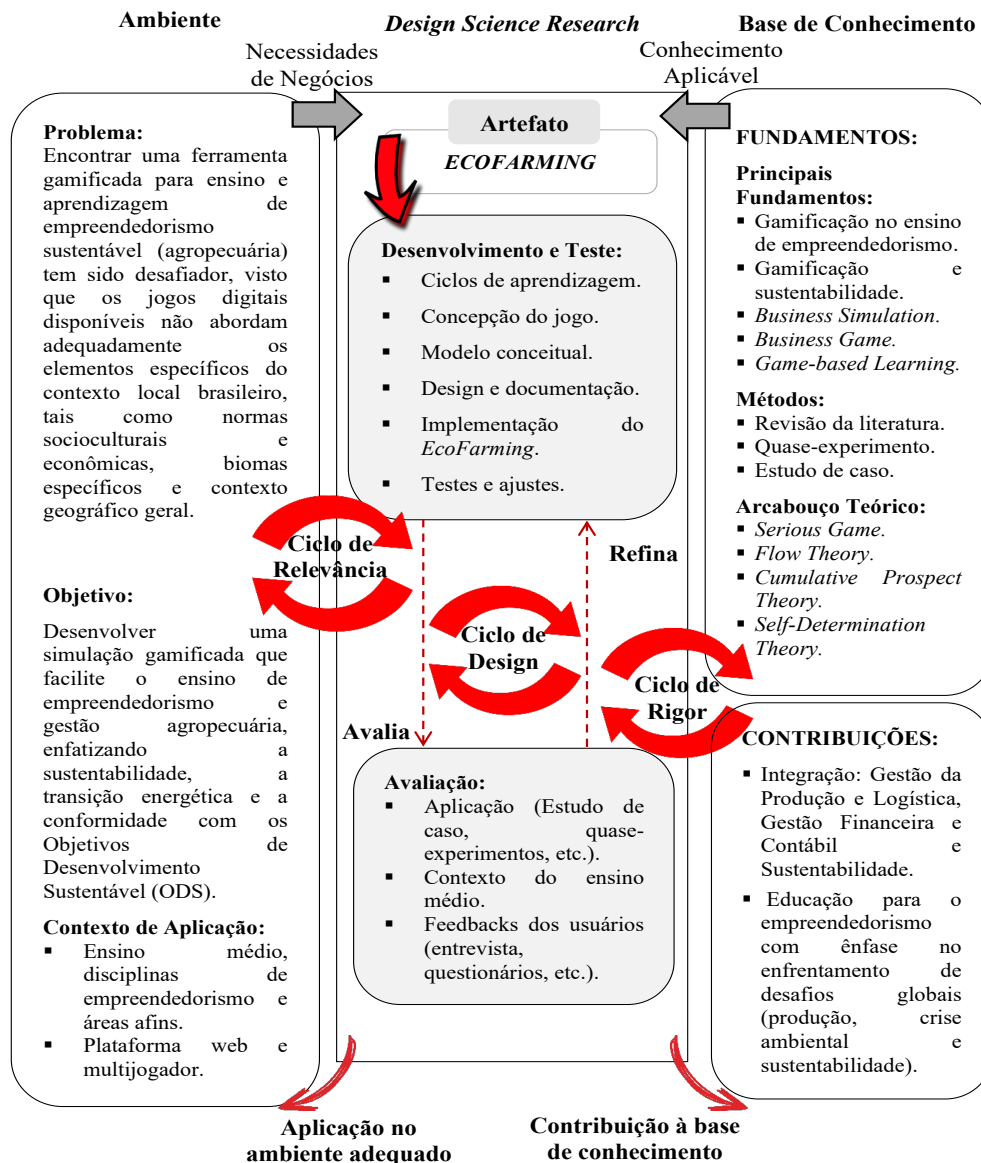 Ambiente
Design Science Research
Base de Conhecimento
Necessidades
de Negócios
Conhecimento
Aplicável
Problema:
Encontrar uma ferramenta
gamificada para ensino e
aprendizagem de
empreendedorismo
sustentável (agropecuária)
tem sido desafiador, visto
que os jogos digitais
disponíveis não abordam
adequadamente os
elementos específicos do
contexto local brasileiro,
tais como normas
socioculturais e
econômicas, biomas
específicos e contexto
geográfico geral.
Objetivo:
Desenvolver uma
simulação gamificada que
facilite o ensino de
empreendedorismo e
gestão agropecuária,
enfatizando a
sustentabilidade, a
transição energética e a
conformidade com os
Objetivos de
Desenvolvimento
Sustentável (ODS).
Contexto de Aplicação:
▪ Ensino médio,
disciplinas de
empreendedorismo e
áreas afins.
▪ Plataforma web e
multijogador.
Artefato
ECOFARMING
Desenvolvimento e Teste:
▪ Ciclos de aprendizagem.
▪ Concepção do jogo.
▪ Modelo conceitual.
▪ Design e documentação.
▪ Implementação do
EcoFarming.
▪ Testes e ajustes.
Ciclo de
Relevância
Refina
Ciclo de
Design
Ciclo de
Rigor
Avalia
Avaliação:
▪ Aplicação (Estudo de
caso, quase-
experimentos, etc.).
▪ Contexto do ensino
médio.
▪ Feedbacks dos usuários
(entrevista,
questionários, etc.).
FUNDAMENTOS:
Principais
Fundamentos:
▪ Gamificação no ensino
de empreendedorismo.
▪ Gamificação e
sustentabilidade.
▪ Business Simulation.
▪ Business Game.
▪ Game-based Learning.
Métodos:
▪ Revisão da literatura.
▪ Quase-experimento.
▪ Estudo de caso.
Arcabouço Teórico:
▪ Serious Game.
▪ Flow Theory.
▪ Cumulative Prospect
Theory.
▪ Self-Determination
Theory.
CONTRIBUIÇÕES:
▪ Integração: Gestão da
Produção e Logística,
Gestão Financeira e
Contábil e
Sustentabilidade.
▪ Educação para o
empreendedorismo
com ênfase no
enfrentamento de
desafios globais
(produção, crise
ambiental e
sustentabilidade).
Aplicação no
ambiente adequado
Contribuição à base
de conhecimento